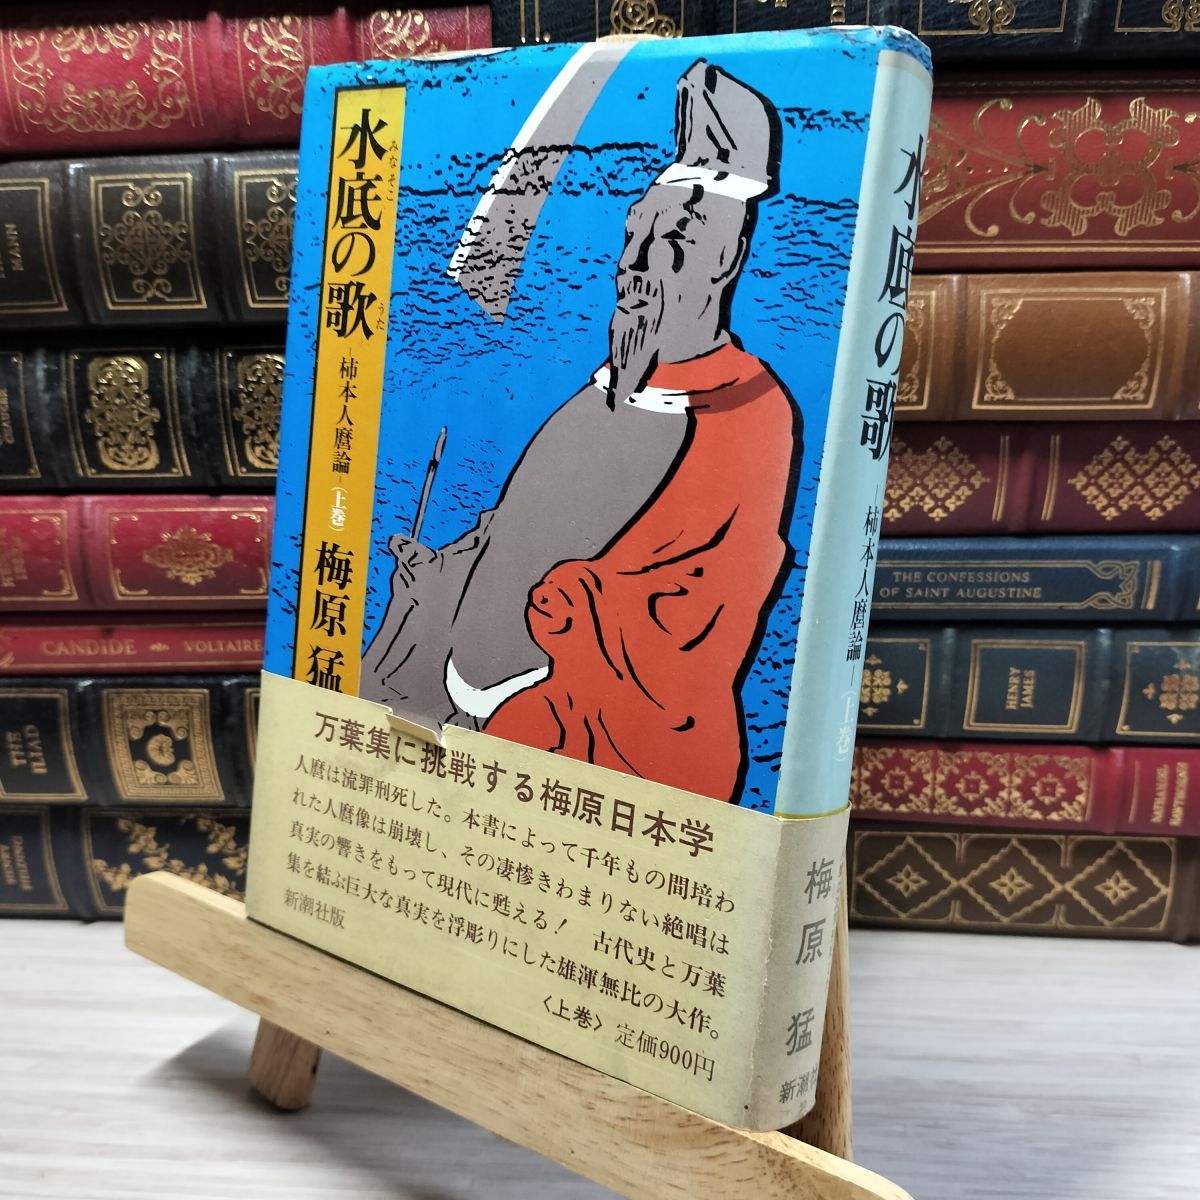 水底の歌
みなそこ
うた
―柿本人麿論―(上巻)
梅原猛
万葉集に挑戦する梅原日本学
人麿は流罪刑死した。本書によって千年もの間培わ
れた人麿像は崩壊し、その凄惨きわまりない絶唱は
真実の響きをもって現代に甦える! 古代史と万葉
集を結ぶ巨大な真実を浮彫りにした雄渾無比の大作。
新潮社版
〈上巻〉 定価900円
水底の歌
―柿本人麿論―(上巻)
梅原 猛
新潮社
MANN
CANDIDE
VOLTAIRE
THE ILIAD
THE CONFESSIONS
OF SAINT AUGUSTINE
HENRY
JAMES